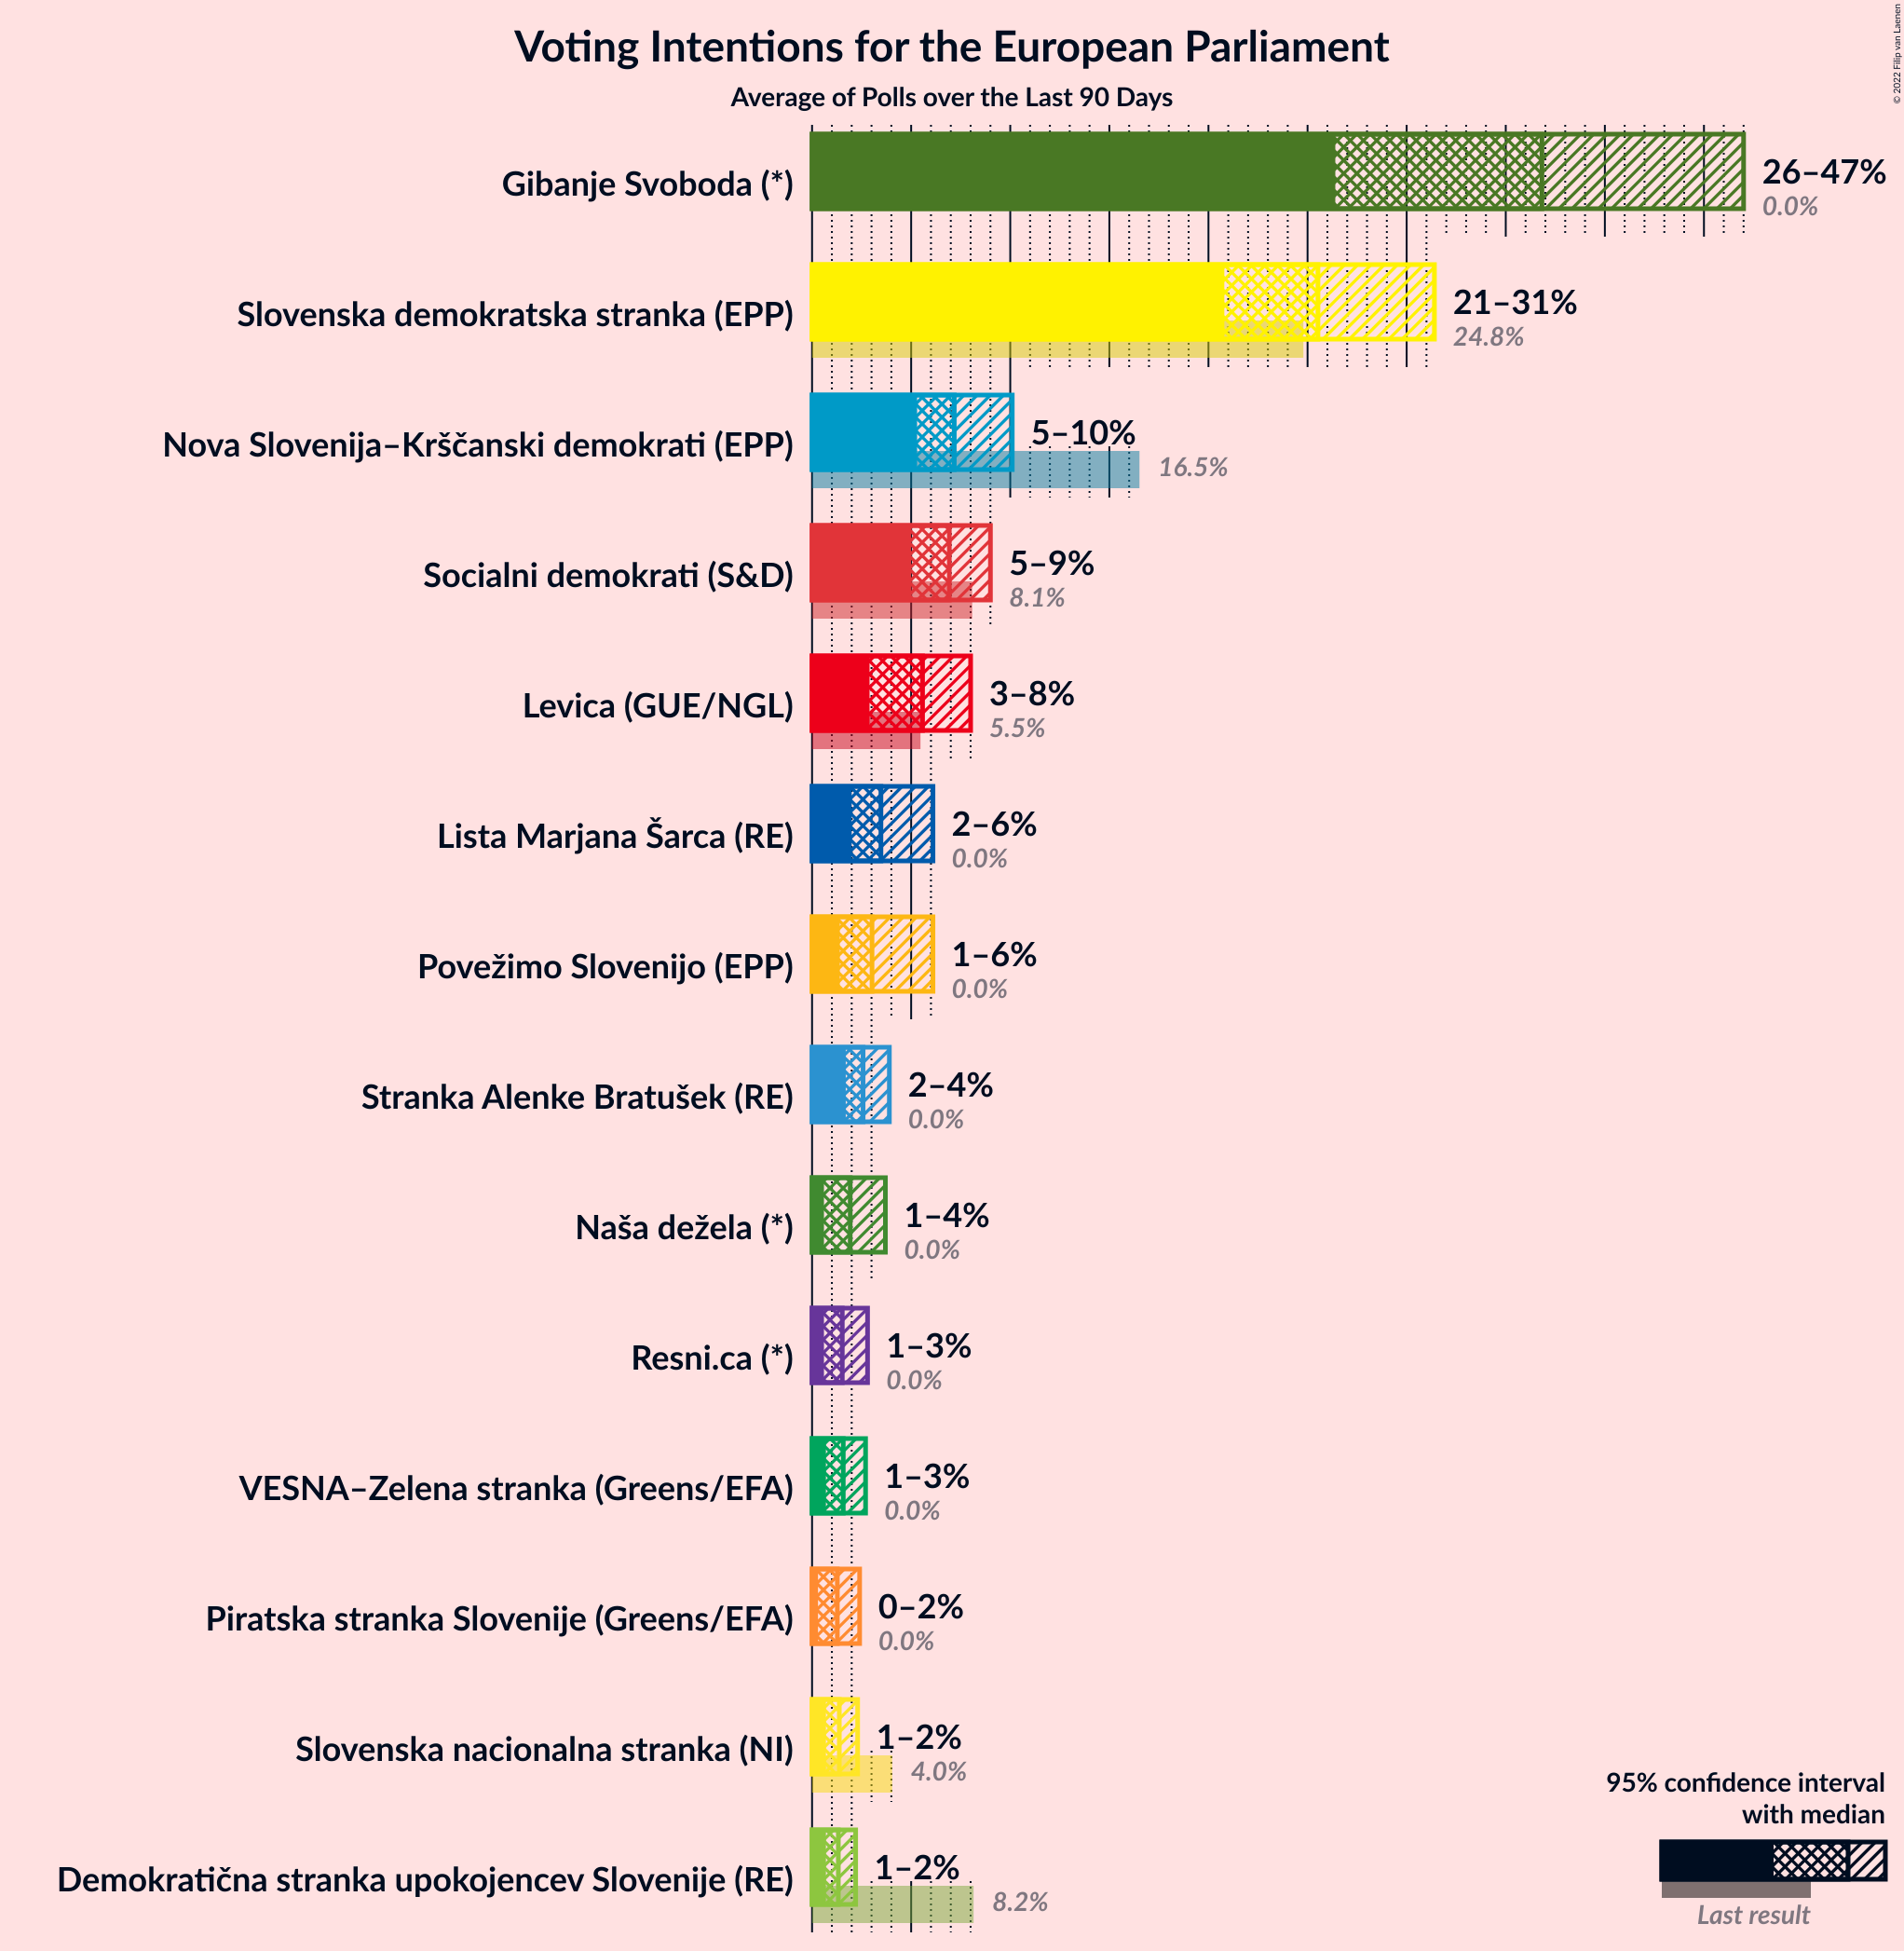 Voting Intentions for the European Parliament
Average of Polls over the Last 90 Days
© 2022 Filip van Laenen
Gibanje Svoboda (*)
26–47%
0.0%
Slovenska demokratska stranka (EPP)
21–31%
24.8%
Nova Slovenija–Krščanski demokrati (EPP)
5–10%
16.5%
Socialni demokrati (S&D)
5–9%
8.1%
Levica (GUE/NGL)
3–8%
5.5%
Lista Marjana Šarca (RE)
2–6%
0.0%
Povežimo Slovenijo (EPP)
1–6%
0.0%
Stranka Alenke Bratušek (RE)
2–4%
0.0%
Naša dežela (*)
1–4%
0.0%
Resni.ca (*)
1–3%
0.0%
VESNA–Zelena stranka (Greens/EFA)
1–3%
0.0%
Piratska stranka Slovenije (Greens/EFA)
0–2%
0.0%
Slovenska nacionalna stranka (NI)
1–2%
4.0%
Demokratična stranka upokojencev Slovenije (RE)
1–2%
8.2%
95% confidence interval
with median
Last result